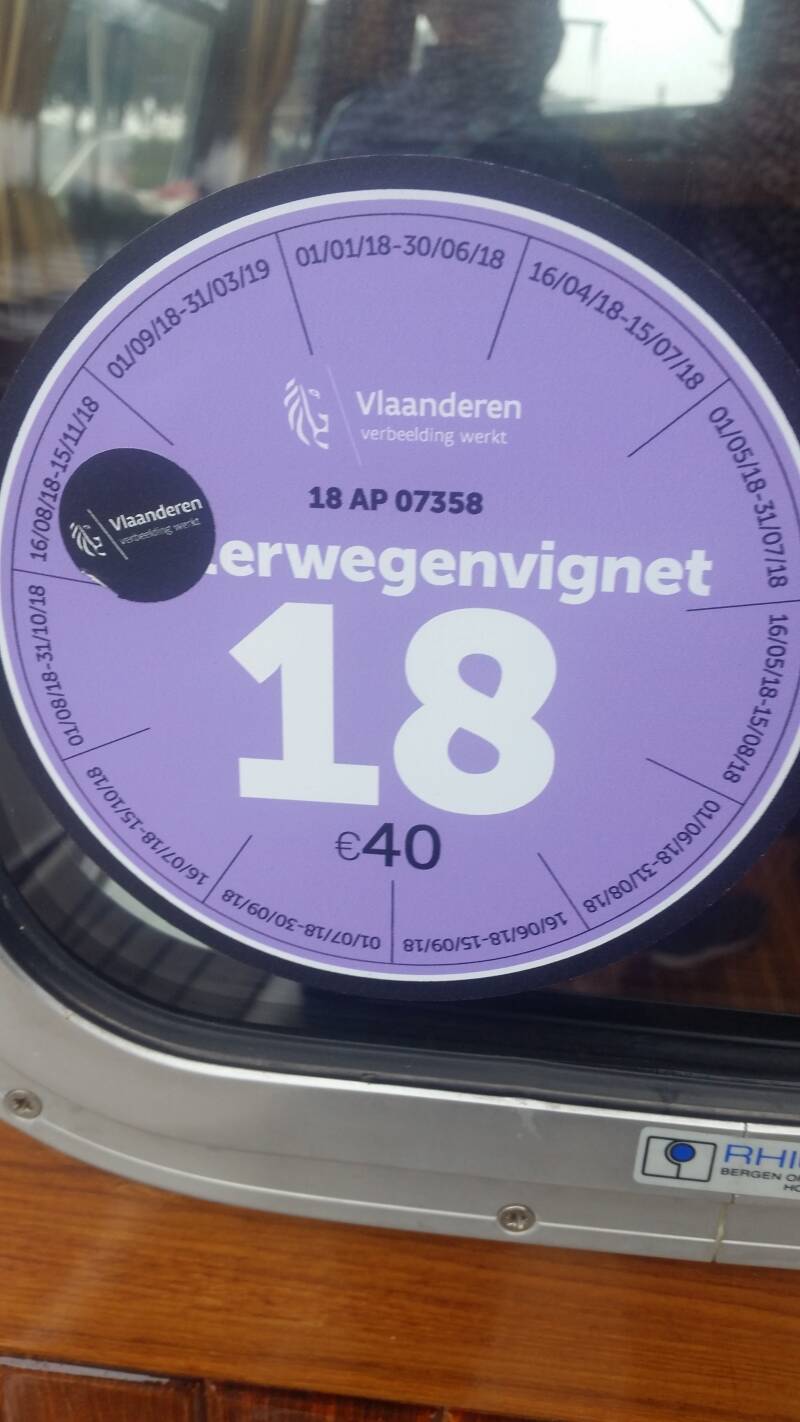 01/01/18-30/06/18
16/04/18-15/07/18
01/05/18-31/07/18
16/05/18-15/08/18
01/06/18-31/08/18
16/06/18-15/09/18
01/07/18-30/09/18
16/07/18-15/10/18
01/08/18-31/10/18
16/08/18-15/11/18
01/09/18-31/03/19
Vlaanderen
verbeelding werkt
18 AP 07358
Vlaanderen
verbeelding werkt
terwegenvignet
18
€40
RHI
BERGEN O
HO